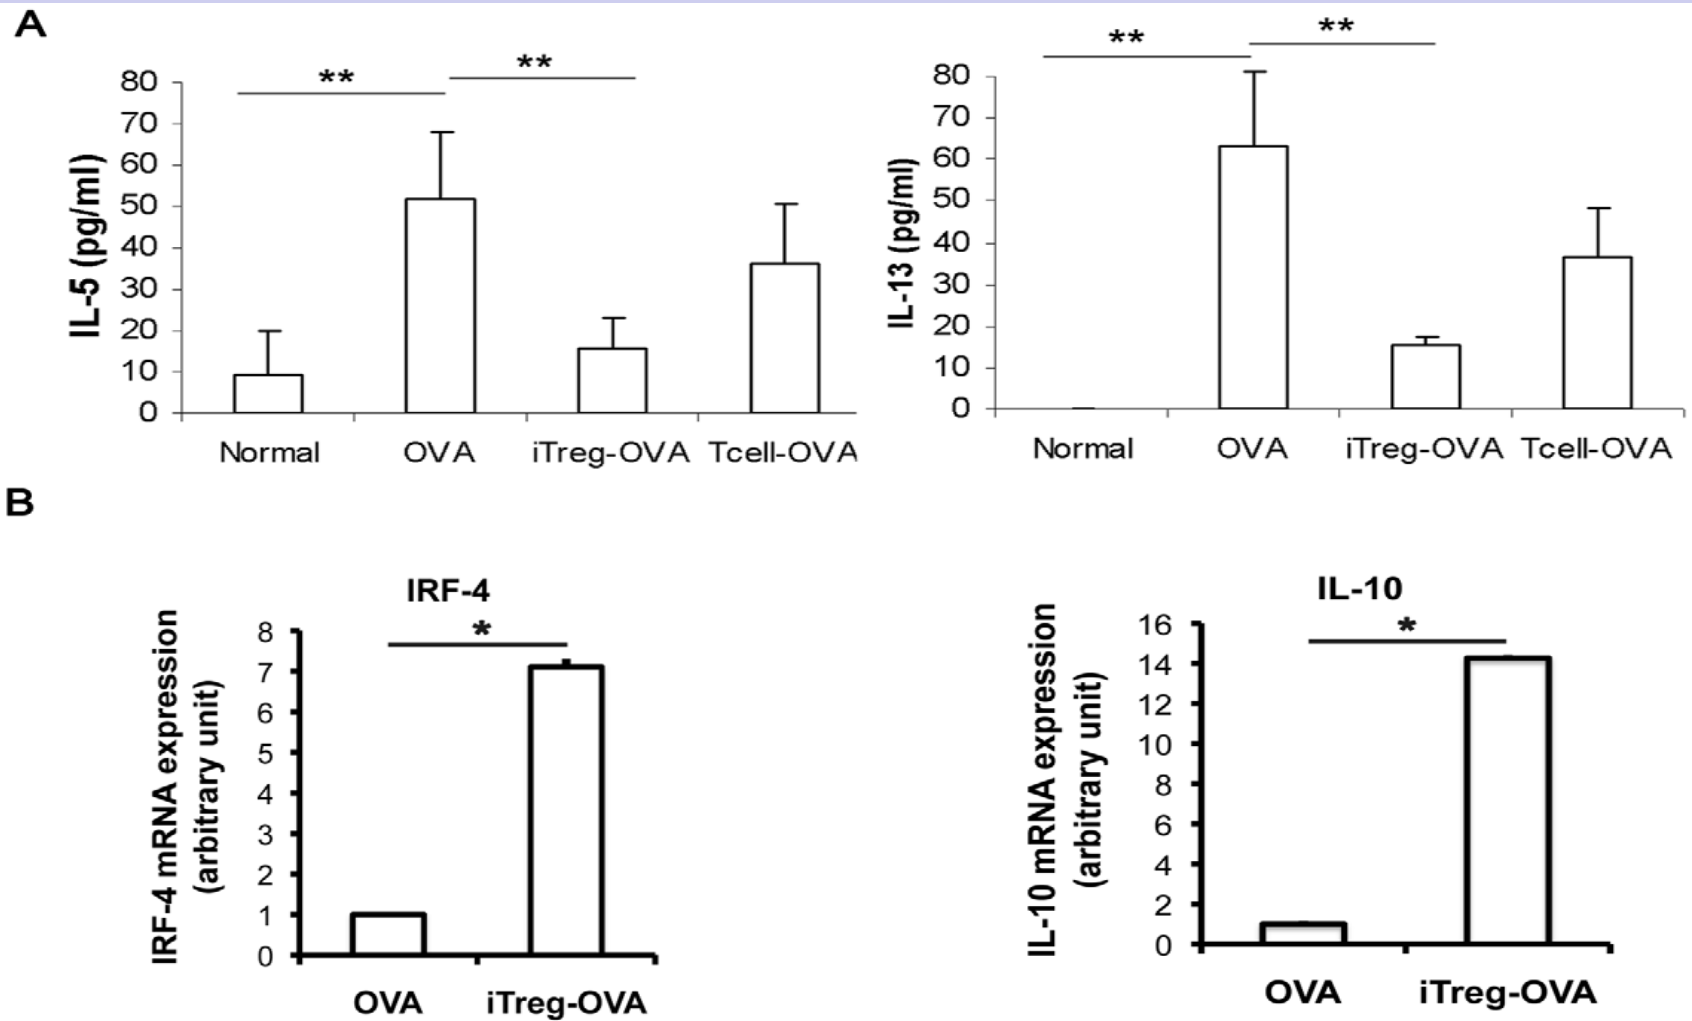 A
**
**
80
70
60
50
40
30
20
10
0
IL-5 (pg/ml)
Normal
OVA
iTreg-OVA
Tcell-OVA
**
**
80
70
60
50
40
30
20
10
0
IL-13 (pg/ml)
Normal
OVA
iTreg-OVA
Tcell-OVA
B
IRF-4
*
8
7
6
5
4
3
2
1
0
IRF-4 mRNA expression
(arbitrary unit)
OVA
iTreg-OVA
IL-10
*
16
14
12
10
8
6
4
2
0
IL-10 mRNA expression
(arbitrary unit)
OVA
iTreg-OVA